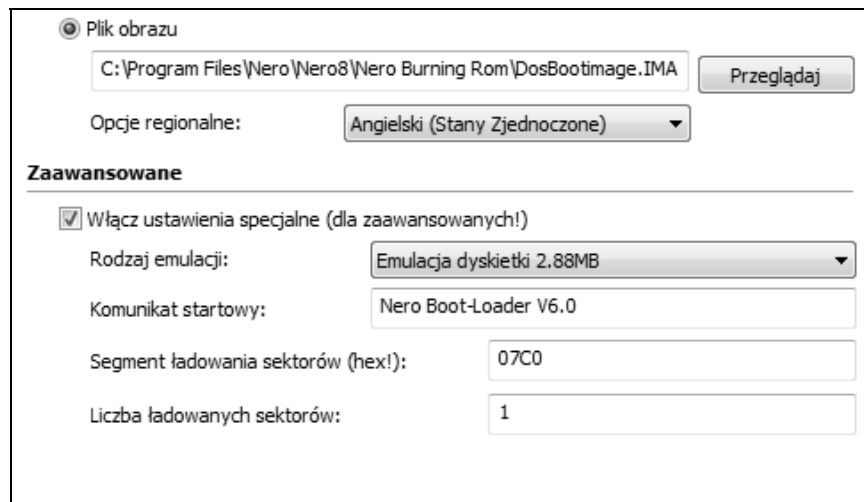 Plik obrazu
C:\Program Files\Nero\Nero8\Nero Burning Rom\DosBootimage.IMA
Przeglądaj
Opcje regionalne: Angielski (Stany Zjednoczone)
Zaawansowane
Włącz ustawienia specjalne (dla zaawansowanych!)
Rodzaj emulacji: Emulacja dyskietki 2.88MB
Komunikat startowy: Nero Boot-Loader V6.0
Segment ładowania sektorów (hex!): 07C0
Liczba ładowanych sektorów: 1